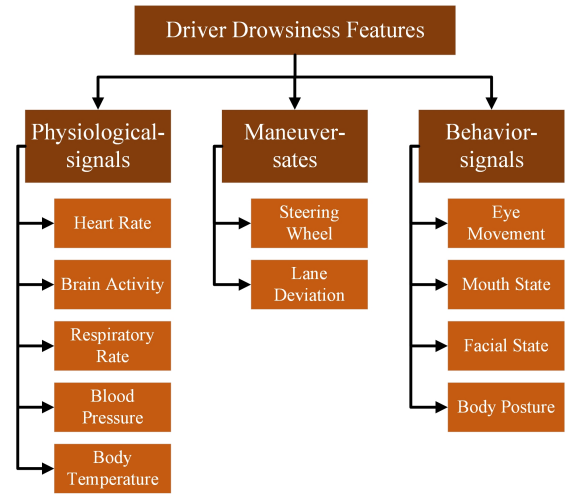 Driver Drowsiness Features
Physiological-
signals
Heart Rate
Brain Activity
Respiratory
Rate
Blood
Pressure
Body
Temperature
Maneuver-
sates
Steering
Wheel
Lane
Deviation
Behavior-
signals
Eye
Movement
Mouth State
Facial State
Body Posture